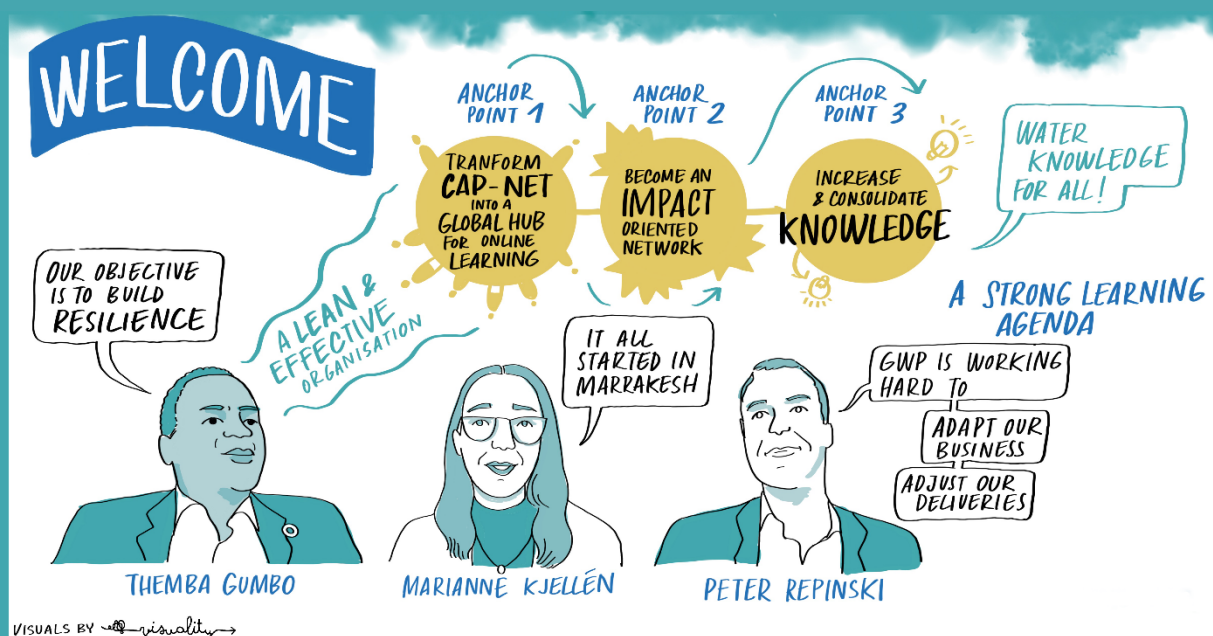 WELCOME
ANCHOR
POINT 1
TRANFORM
CAP-NET
INTO A
GLOBAL HUB
FOR ONLINE
LEARNING
ANCHOR
POINT 2
BECOME AN
IMPACT
ORIENTED
NETWORK
ANCHOR
POINT 3
INCREASE
& CONSOLIDATE
KNOWLEDGE
WATER
KNOWLEDGE
FOR ALL!
OUR OBJECTIVE
IS TO BUILD
RESILIENCE
A LEAN &
EFFECTIVE
ORGANISATION
IT ALL
STARTED IN
MARRAKESH
A STRONG LEARNING
AGENDA
GWP IS WORKING
HARD TO
ADAPT OUR
BUSINESS
ADJUST OUR
DELIVERIES
THEMBA GUMBO
MARIANNE KJELLÉN
PETER REPINSKI
VISUALS BY visuality